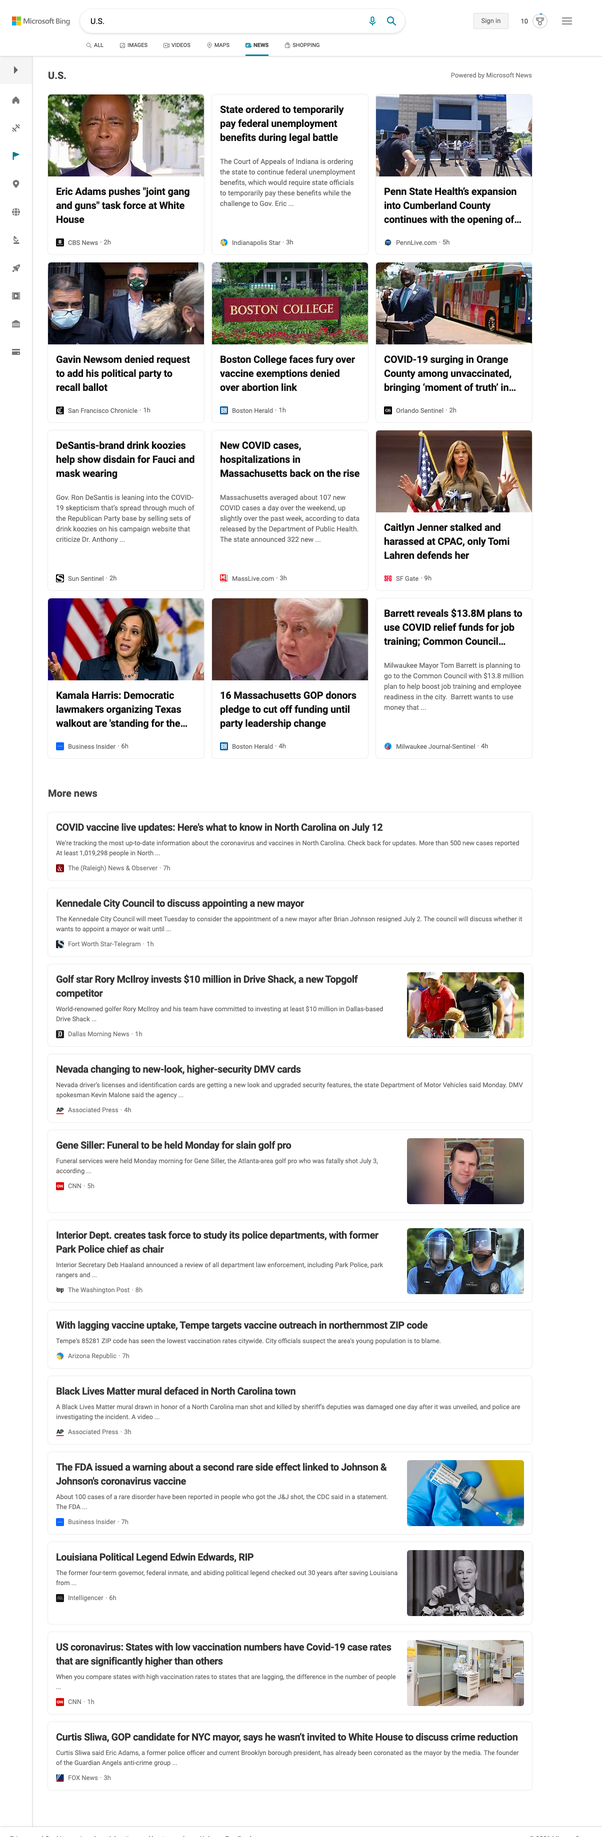 Microsoft Bing
U.S.
Sign in
10
ALL
IMAGES
VIDEOS
MAPS
NEWS
SHOPPING
U.S.
Powered by Microsoft News
Eric Adams pushes "joint gang
and guns" task force at White
House
CBS News · 2h
State ordered to temporarily
pay federal unemployment
benefits during legal battle
The Court of Appeals of Indiana is ordering
the state to continue federal unemployment
benefits, which would require state officials
to temporarily pay these benefits while the
challenge to Gov. Eric ...
Indianapolis Star · 3h
Penn State Health's expansion
into Cumberland County
continues with the opening of...
PennLive.com · 5h
Gavin Newsom denied request
to add his political party to
recall ballot
San Francisco Chronicle · 1h
BOSTON COLLEGE
Boston College faces fury over
vaccine exemptions denied
over abortion link
Boston Herald · 1h
COVID-19 surging in Orange
County among unvaccinated,
bringing 'moment of truth' in...
Orlando Sentinel · 2h
DeSantis-brand drink koozies
help show disdain for Fauci and
mask wearing
Gov. Ron DeSantis is leaning into the COVID-
19 skepticism that's spread through much of
the Republican Party base by selling sets of
drink koozies on his campaign website that
criticize Dr. Anthony ...
Sun Sentinel · 2h
New COVID cases,
hospitalizations in
Massachusetts back on the rise
Massachusetts averaged about 107 new
COVID cases a day over the weekend, up
slightly over the past week, according to data
released by the Department of Public Health.
The state announced 322 new ...
MassLive.com · 3h
Caitlyn Jenner stalked and
harassed at CPAC, only Tomi
Lahren defends her
SF Gate · 9h
Kamala Harris: Democratic
lawmakers organizing Texas
walkout are 'standing for the...
Business Insider · 6h
16 Massachusetts GOP donors
pledge to cut off funding until
party leadership change
Boston Herald · 4h
Barrett reveals $13.8M plans to
use COVID relief funds for job
training; Common Council...
Milwaukee Mayor Tom Barrett is planning to
go to the Common Council with $13.8 million
plan to help boost job training and employee
readiness in the city. Barrett wants to use
money that ...
Milwaukee Journal-Sentinel · 4h
More news
COVID vaccine live updates: Here's what to know in North Carolina on July 12
We're tracking the most up-to-date information about the coronavirus and vaccines in North Carolina. Check back for updates. More than 500 new cases reported
At least 1,019,298 people in North ...
The (Raleigh) News & Observer · 7h
Kennedale City Council to discuss appointing a new mayor
The Kennedale City Council will meet Tuesday to consider the appointment of a new mayor after Brian Johnson resigned July 2. The council will discuss whether it
wants to appoint a mayor or wait until ...
Fort Worth Star-Telegram · 1h
Golf star Rory McIlroy invests $10 million in Drive Shack, a new Topgolf
competitor
World-renowned golfer Rory McIlroy and his team have committed to investing at least $10 million in Dallas-based
Drive Shack ...
Dallas Morning News · 1h
Nevada changing to new-look, higher-security DMV cards
Nevada driver's licenses and identification cards are getting a new look and upgraded security features, the state Department of Motor Vehicles said Monday. DMV
spokesman Kevin Malone said the agency ...
AP Associated Press · 4h
Gene Siller: Funeral to be held Monday for slain golf pro
Funeral services were held Monday morning for Gene Siller, the Atlanta-area golf pro who was fatally shot July 3,
according ...
CNN · 5h
Interior Dept. creates task force to study its police departments, with former
Park Police chief as chair
Interior Secretary Deb Haaland announced a review of all department law enforcement, including Park Police, park
rangers and ...
wp The Washington Post · 8h
With lagging vaccine uptake, Tempe targets vaccine outreach in northernmost ZIP code
Tempe's 85281 ZIP code has seen the lowest vaccination rates citywide. City officials suspect the area's young population is to blame.
Arizona Republic · 7h
Black Lives Matter mural defaced in North Carolina town
A Black Lives Matter mural drawn in honor of a North Carolina man shot and killed by sheriff's deputies was damaged one day after it was unveiled, and police are
investigating the incident. A video ...
AP Associated Press · 3h
The FDA issued a warning about a second rare side effect linked to Johnson &
Johnson's coronavirus vaccine
About 100 cases of a rare disorder have been reported in people who got the J&J shot, the CDC said in a statement.
The FDA ...
Business Insider · 7h
Louisiana Political Legend Edwin Edwards, RIP
The former four-term governor, federal inmate, and abiding political legend checked out 30 years after saving Louisiana
from ...
Intelligencer · 6h
US coronavirus: States with low vaccination numbers have Covid-19 case rates
that are significantly higher than others
When you compare states with high vaccination rates to states that are lagging, the difference in the number of people
...
CNN · 1h
Curtis Sliwa, GOP candidate for NYC mayor, says he wasn't invited to White House to discuss crime reduction
Curtis Sliwa said Eric Adams, a former police officer and current Brooklyn borough president, has already been coronated as the mayor by the media. The founder
of the Guardian Angels anti-crime group ...
FOX News · 3h